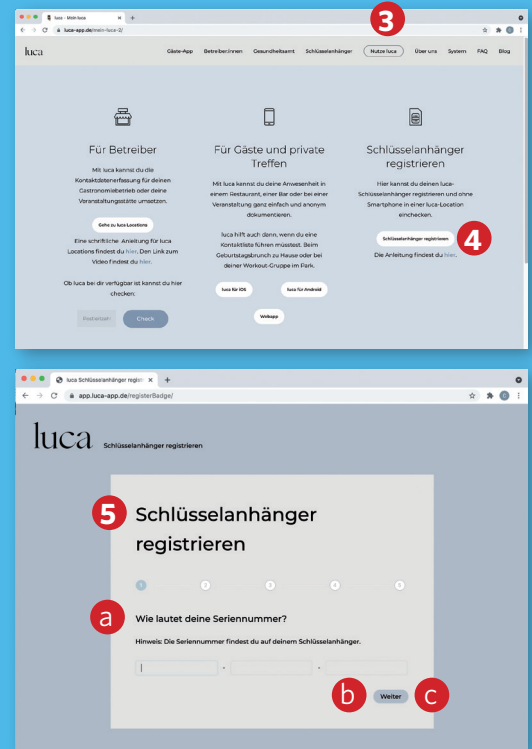 3
luca - Mein luca × +
luca-app.de/mein-luca-2/
luca
Gäste-App Betreiber:innen Gesundheitsamt Schlüsselanhänger Nutze luca Über uns System FAQ Blog
Für Betreiber
Mit luca kannst du die
Kontaktdatenerfassung für deinen
Gastronomiebetrieb oder deine
Veranstaltungsstätte umsetzen.
Gehe zu luca Locations
Eine schriftliche Anleitung für luca
Locations findest du hier. Den Link zum
Video findest du hier.
Ob luca bei dir verfügbar ist kannst du hier
checken:
Postleitzahl Check
Für Gäste und private
Treffen
Mit luca kannst du deine Anwesenheit in
einem Restaurant, einer Bar oder bei einer
Veranstaltung ganz einfach und anonym
dokumentieren.
luca hilft auch dann, wenn du eine
Kontaktliste führen müsstest. Beim
Geburtstagsbrunch zu Hause oder bei
deiner Workout-Gruppe im Park.
luca für iOS luca für Android
Webapp
Schlüsselanhänger
registrieren
Hier kannst du deinen luca-
Schlüsselanhänger registrieren und ohne
Smartphone in einer luca-Location
einchecken.
Schlüsselanhänger registrieren 4
Die Anleitung findest du hier.
luca Schlüsselanhänger regist × +
app.luca-app.de/registerBadge/
luca Schlüsselanhänger registrieren
5 Schlüsselanhänger
registrieren
1 2 3 4 5
a Wie lautet deine Seriennummer?
Hinweis: Die Seriennummer findest du auf deinem Schlüsselanhänger.
- -
b Weiter c